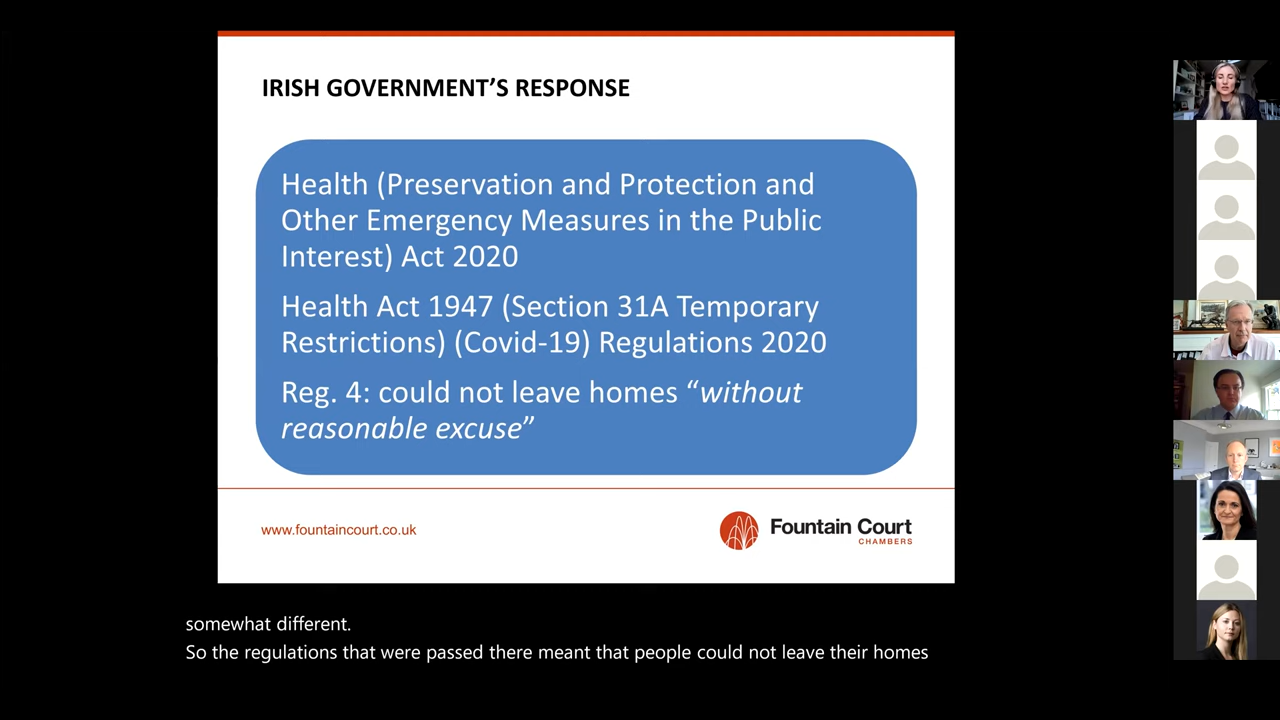 IRISH GOVERNMENT’S RESPONSE
Health (Preservation and Protection and
Other Emergency Measures in the Public
Interest) Act 2020
Health Act 1947 (Section 31A Temporary
Restrictions) (Covid-19) Regulations 2020
Reg. 4: could not leave homes “without
reasonable excuse”
www.fountaincourt.co.uk
Fountain Court
CHAMBERS
somewhat different.
So the regulations that were passed there meant that people could not leave their homes